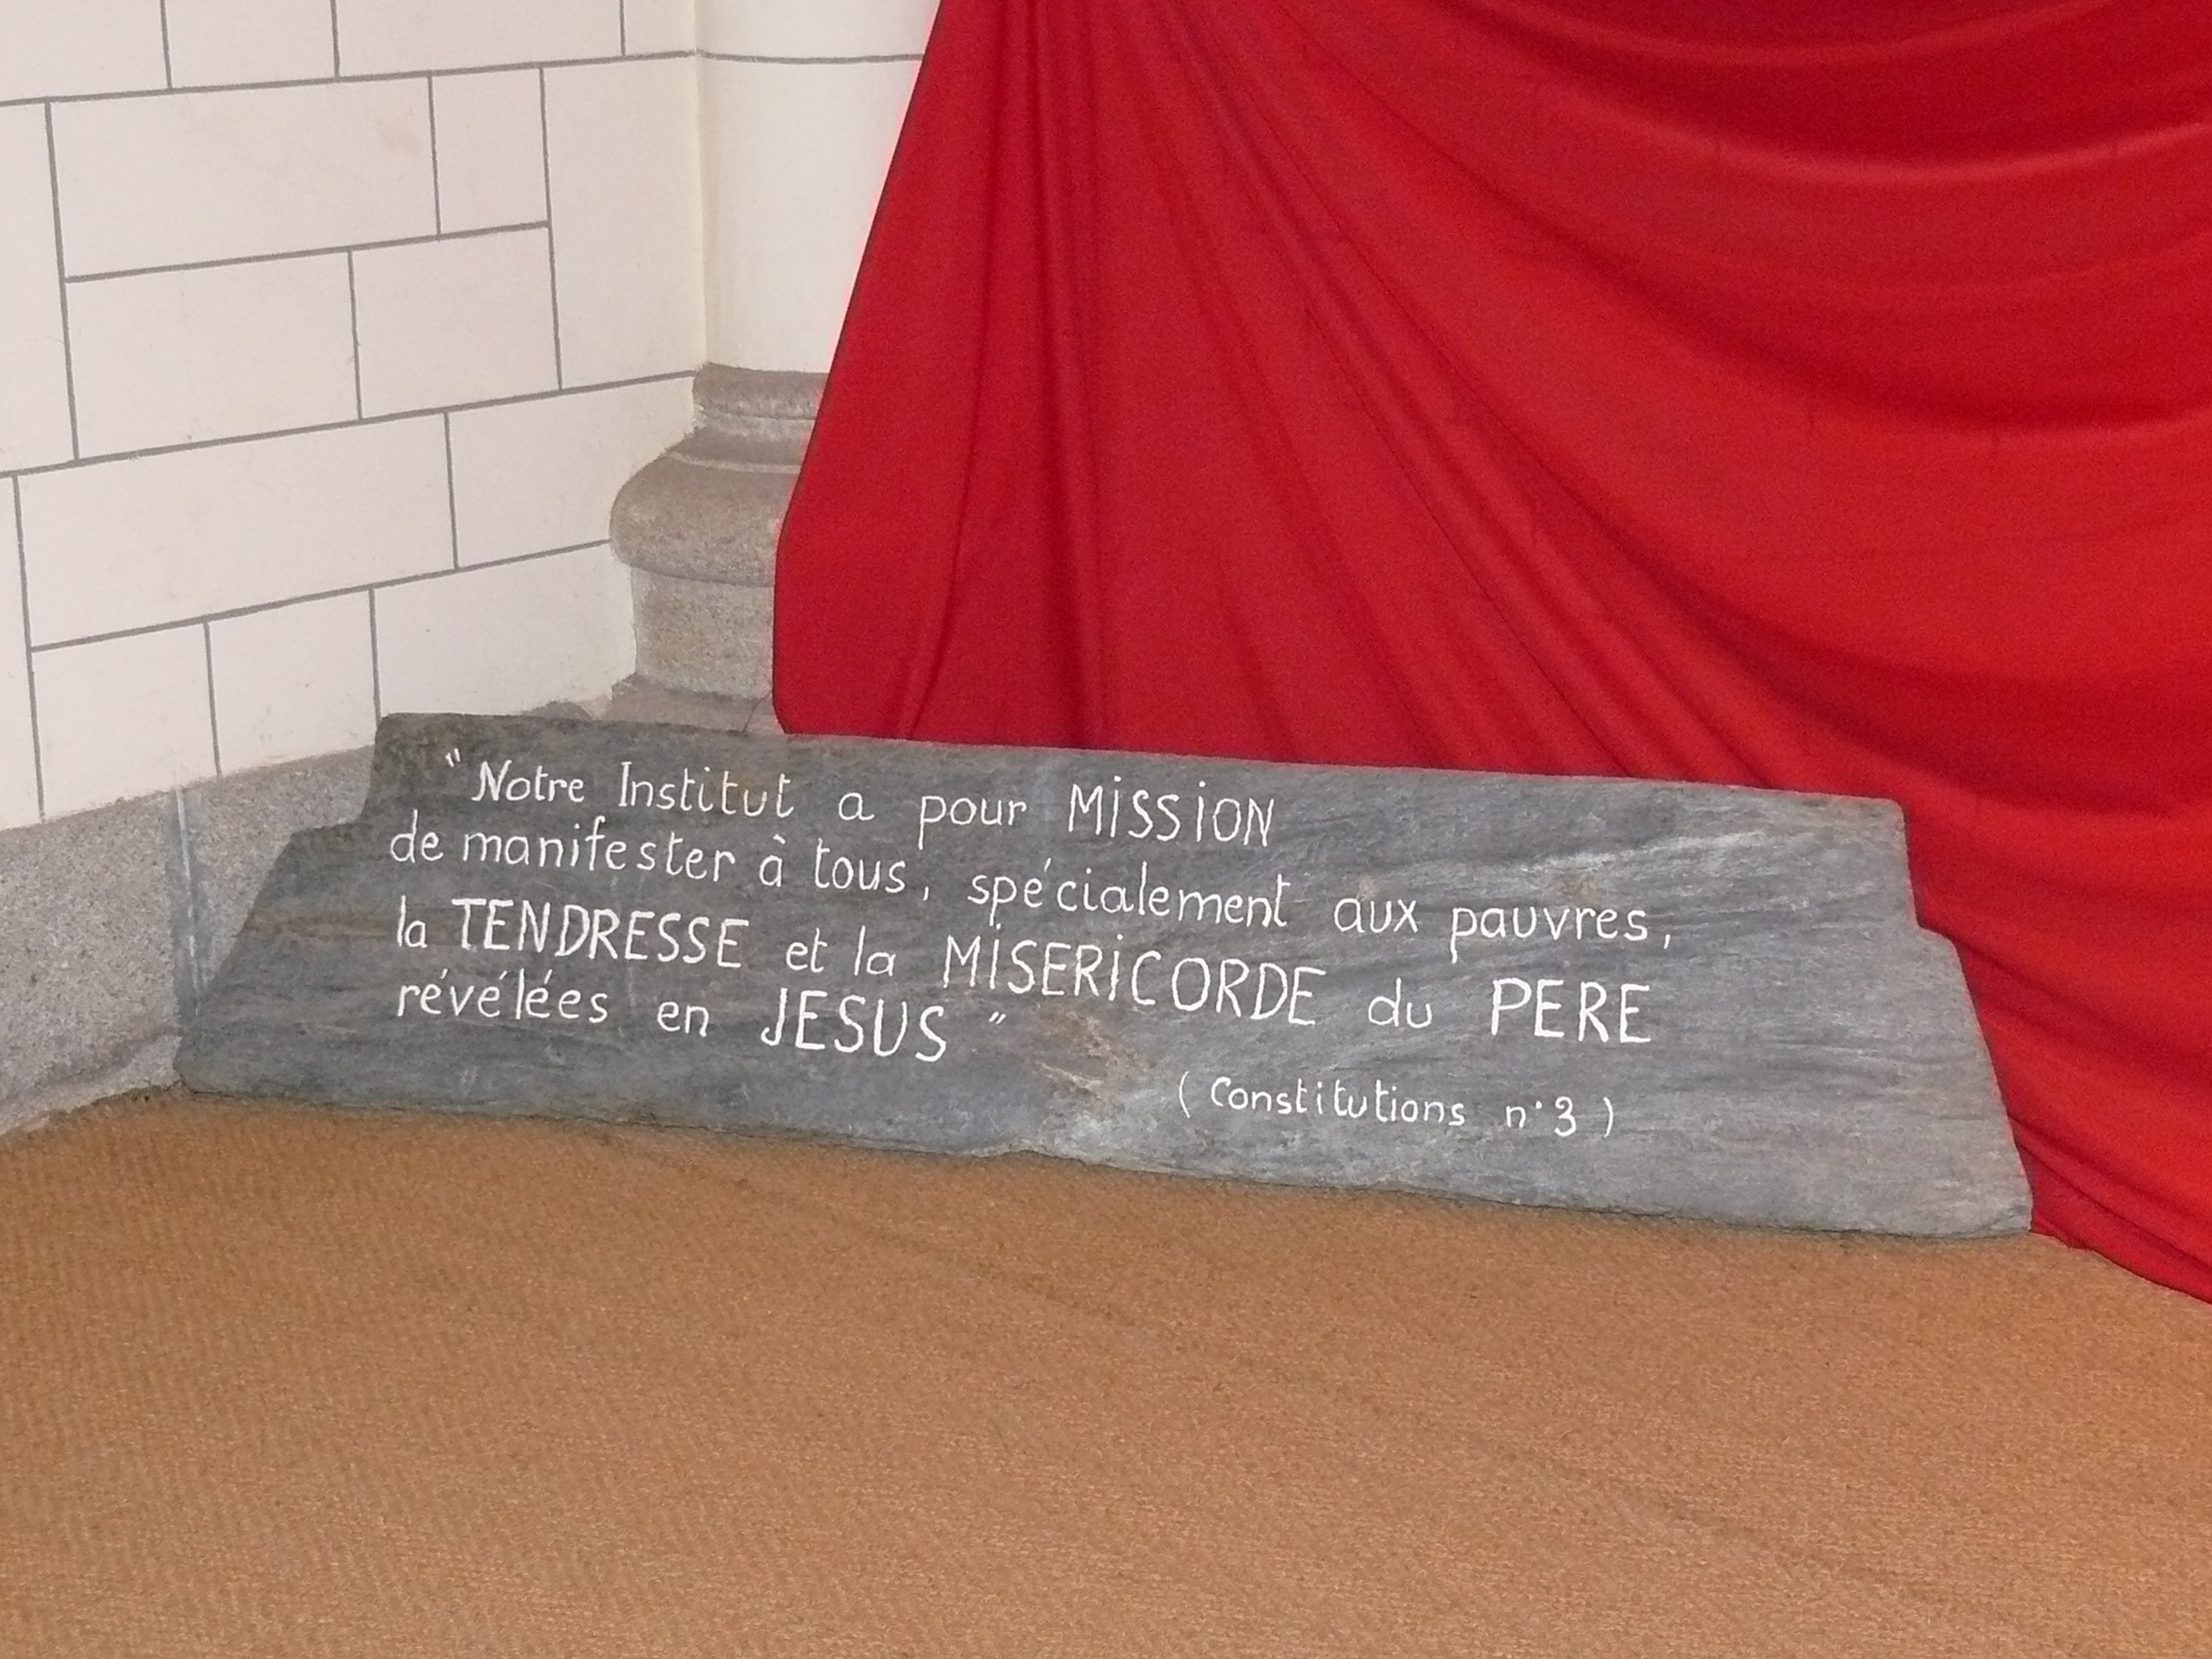 "Notre Institut a pour MiSSiON
de manifester à tous, spécialement aux pauvres,
la TENDRESSE et la MiSERiCORDE du PERE
révélées en JESUS"
(Constitutions n°3)